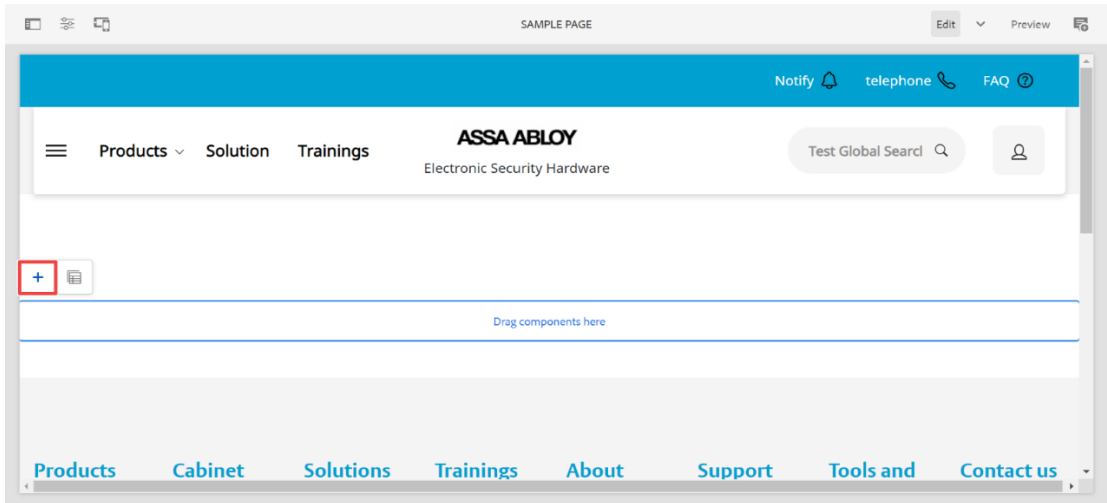 SAMPLE PAGE Edit Preview
Notify telephone FAQ
Products Solution Trainings ASSA ABLOY Test Global Searcl
Electronic Security Hardware
Drag components here
Products Cabinet Solutions Trainings About Support Tools and Contact us